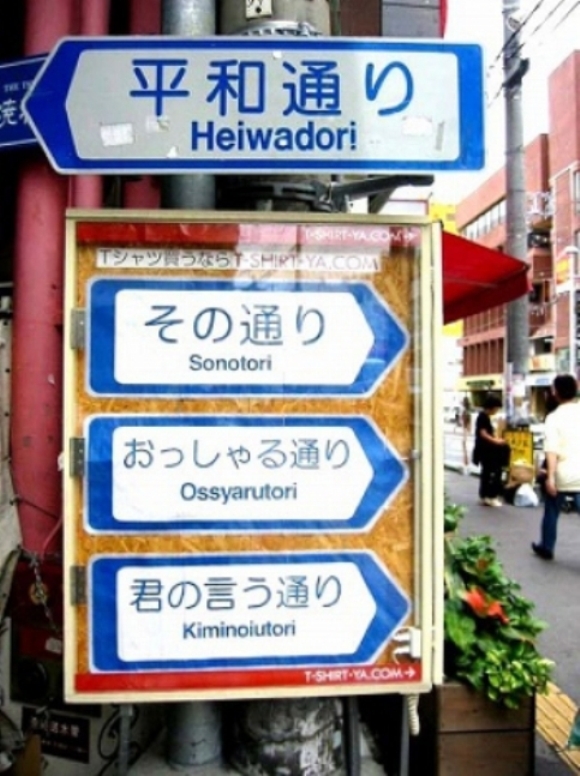 平和通り
Heiwadori
T-SHIRT-YA.COM→
Tシャツ買うならT-SHIRT-YA.COM
その通り
Sonotori
おっしゃる通り
Ossyarutori
君の言う通り
Kiminoiutori
T-SHIRT-YA.COM→